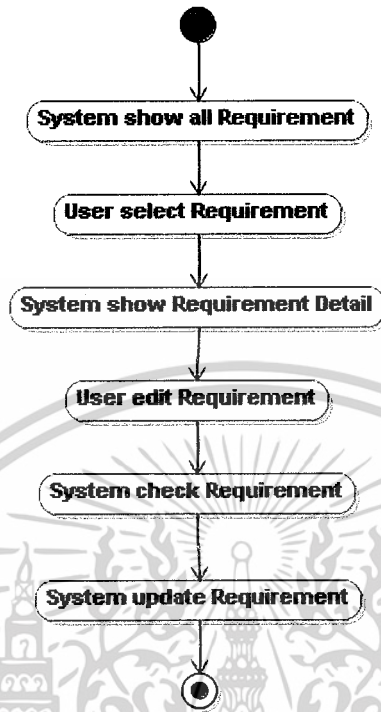 System show all Requirement
User select Requirement
System show Requirement Detail
User edit Requirement
System check Requirement
System update Requirement